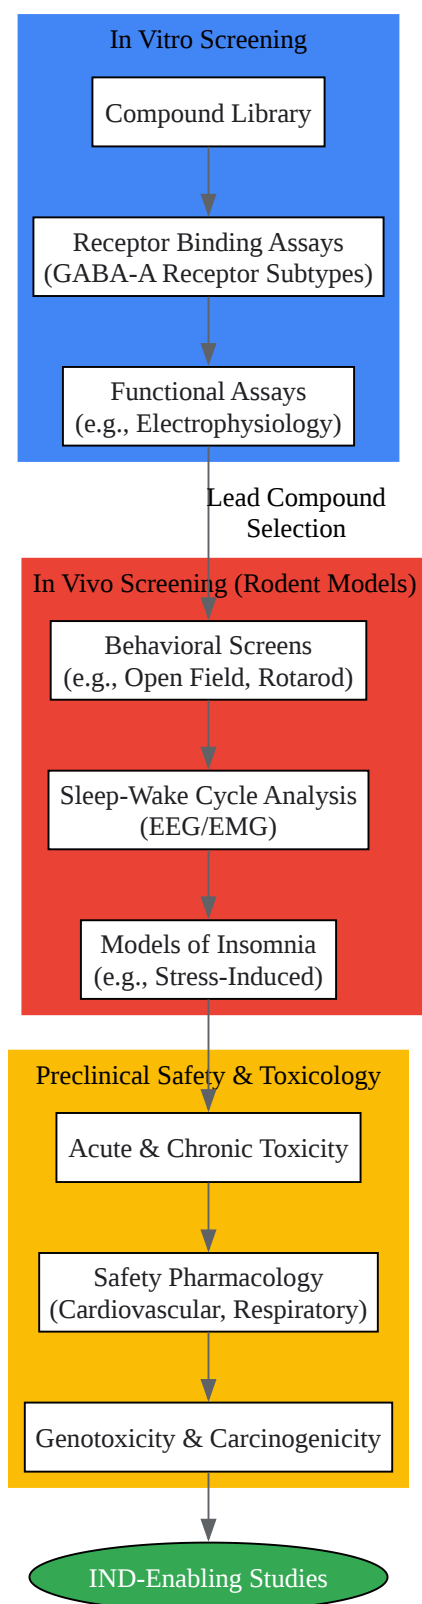 In Vitro Screening
Compound Library
Receptor Binding Assays
(GABA-A Receptor Subtypes)
Functional Assays
(e.g., Electrophysiology)
Lead Compound
Selection
In Vivo Screening (Rodent Models)
Behavioral Screens
(e.g., Open Field, Rotarod)
Sleep-Wake Cycle Analysis
(EEG/EMG)
Models of Insomnia
(e.g., Stress-Induced)
Preclinical Safety & Toxicology
Acute & Chronic Toxicity
Safety Pharmacology
(Cardiovascular, Respiratory)
Genotoxicity & Carcinogenicity
IND-Enabling Studies